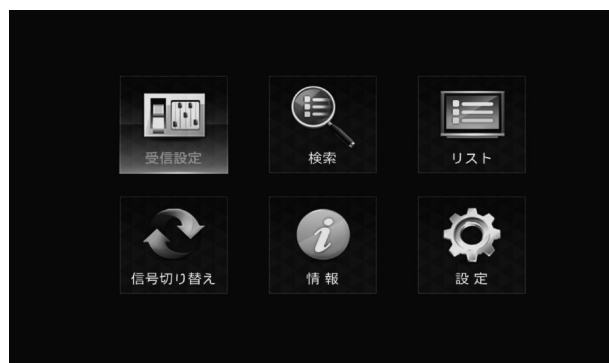 受信設定
検索
リスト
信号切り替え
情報
設定